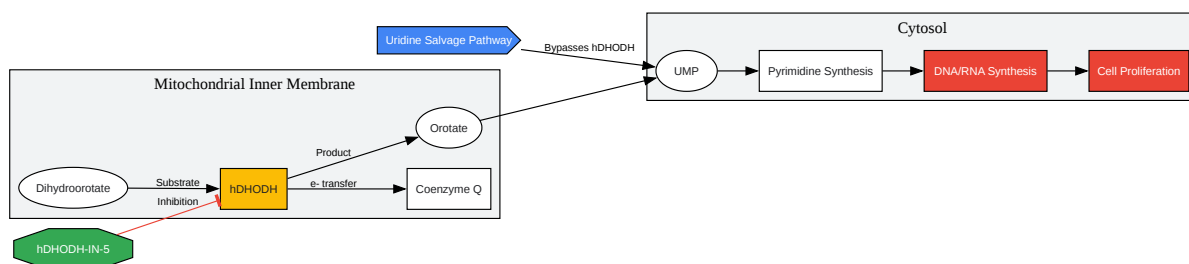 Uridine Salvage Pathway
Bypasses hDHODH
Cytosol
UMP
Pyrimidine Synthesis
DNA/RNA Synthesis
Cell Proliferation
Mitochondrial Inner Membrane
Orotate
Product
Dihydroorotate
Substrate
hDHODH
e- transfer
Coenzyme Q
Inhibition
hDHODH-IN-5